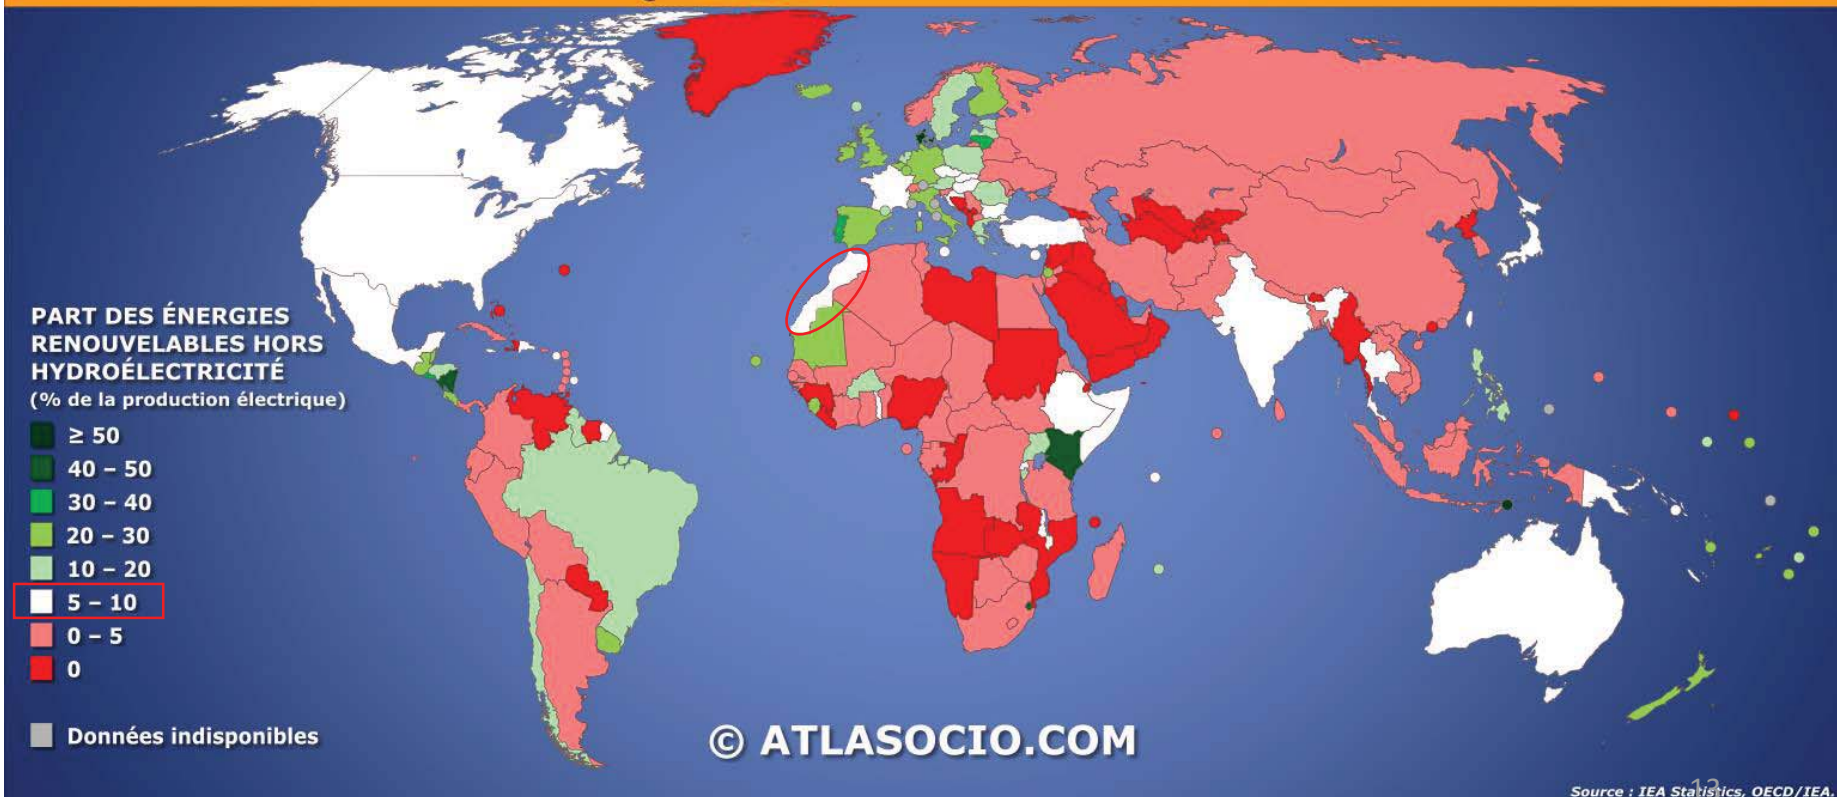 PART DES ÉNERGIES
RENOUVELABLES HORS
HYDROÉLECTRICITÉ
(% de la production électrique)
≥ 50
40 – 50
30 – 40
20 – 30
10 – 20
5 – 10
0 – 5
0
Données indisponibles
© ATLASOCIO.COM
Source : IEA Statistics, OECD/IEA.
13